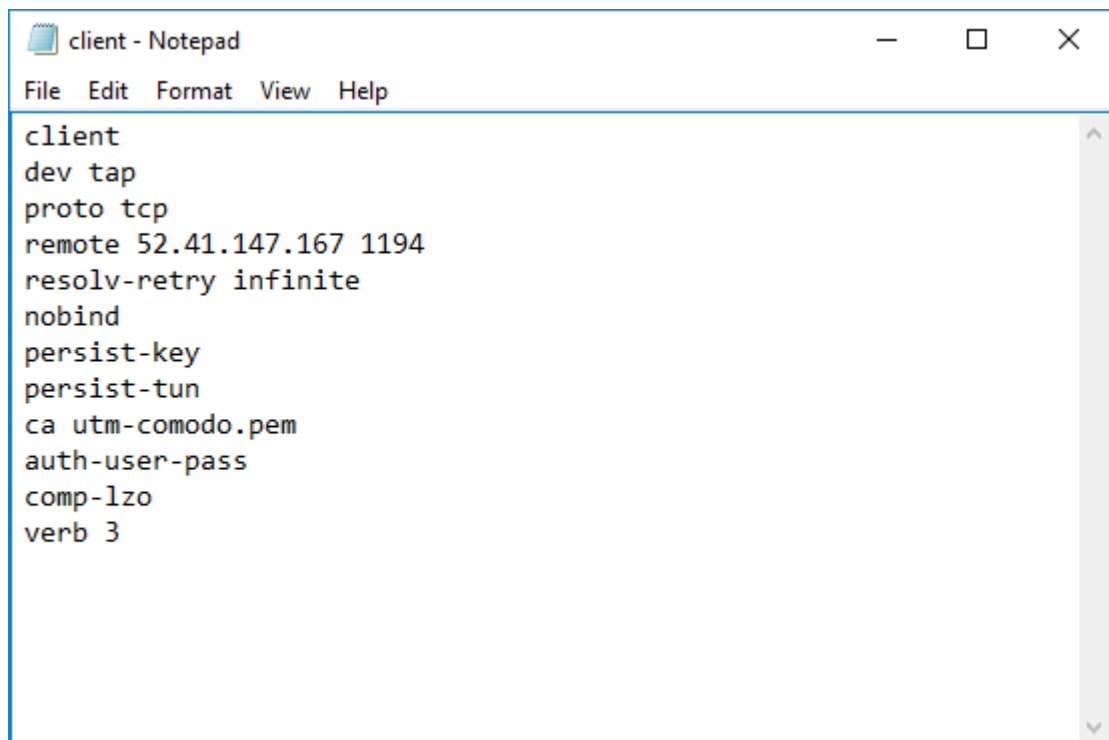 client - Notepad
File Edit Format View Help
client
dev tap
proto tcp
remote 52.41.147.167 1194
resolv-retry infinite
nobind
persist-key
persist-tun
ca utm-comodo.pem
auth-user-pass
comp-lzo
verb 3